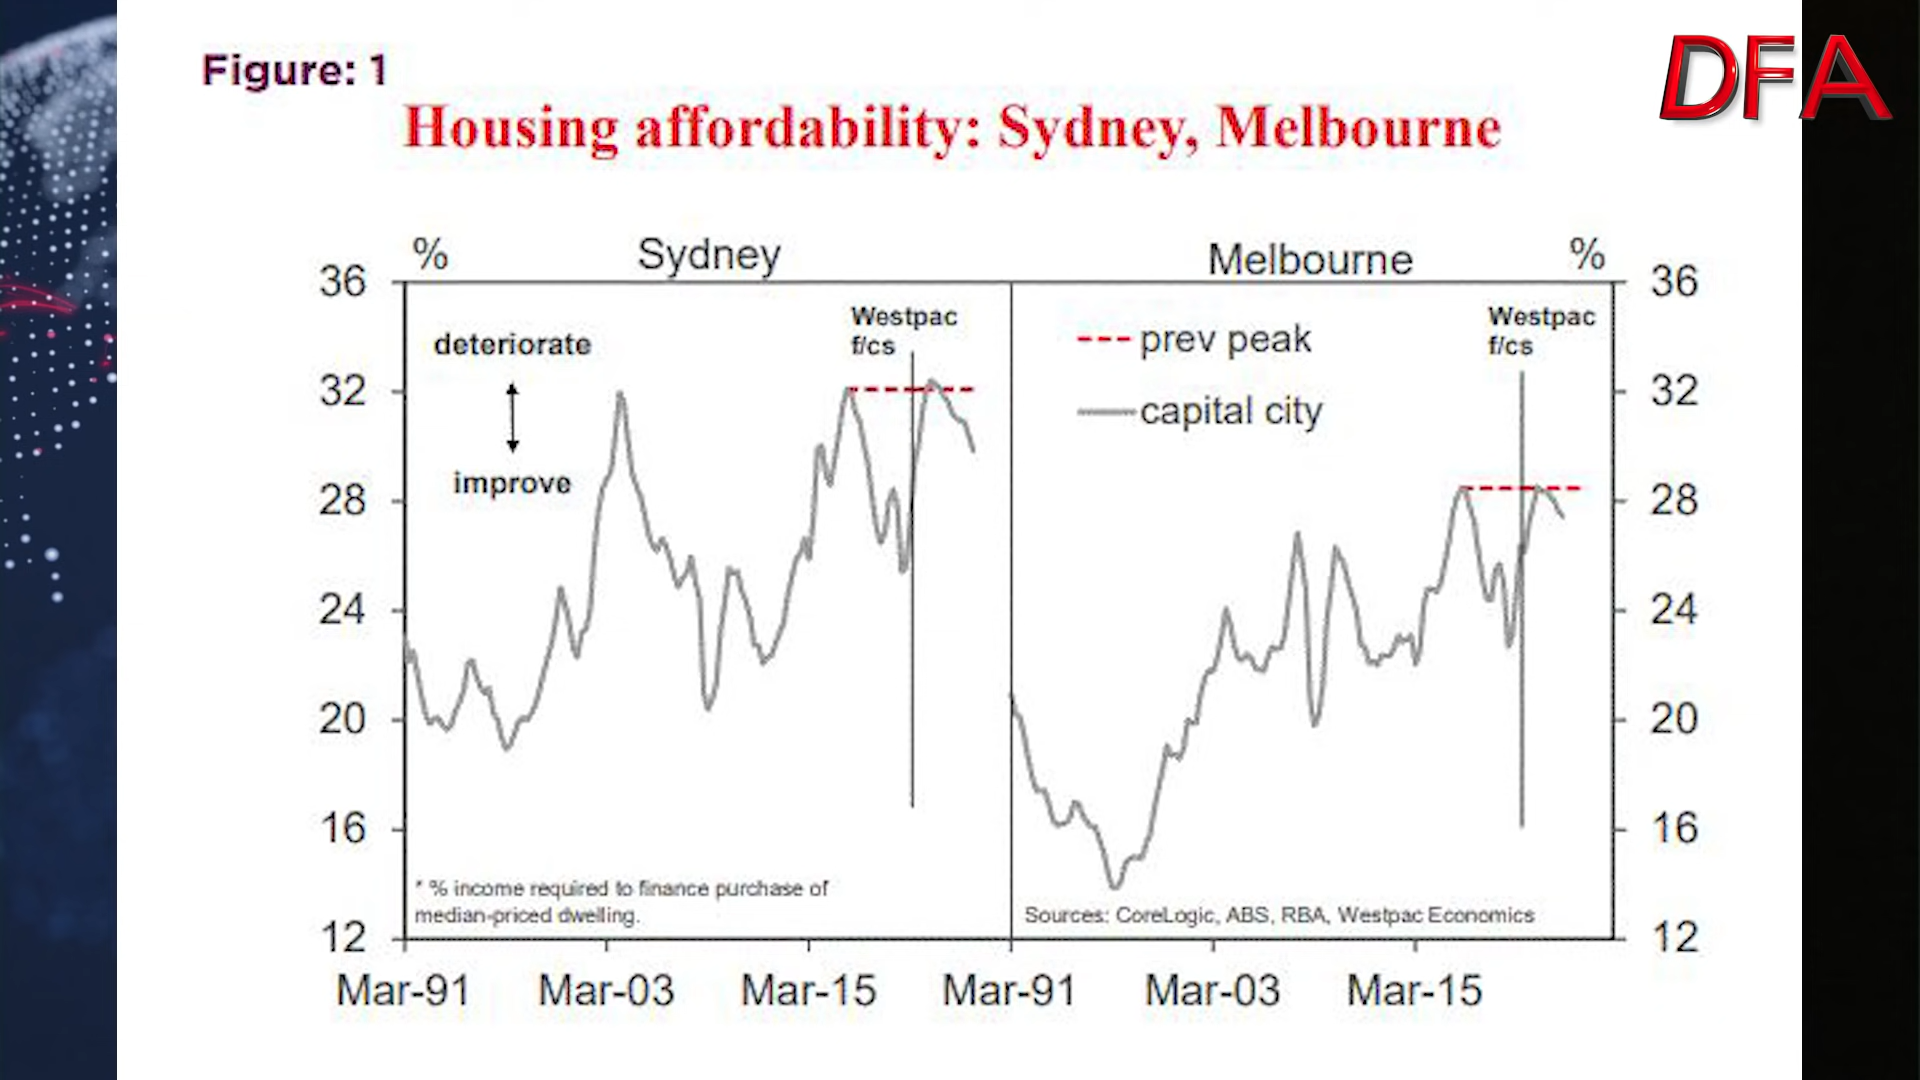 Figure: 1
DFA
Housing affordability: Sydney, Melbourne
%
Sydney
Melbourne
%
36
32
28
24
20
16
12
deteriorate
improve
Westpac
f/cs
* % income required to finance purchase of
median-priced dwelling.
prev peak
capital city
Westpac
f/cs
Sources: CoreLogic, ABS, RBA, Westpac Economics
36
32
28
24
20
16
12
Mar-91
Mar-03
Mar-15
Mar-91
Mar-03
Mar-15